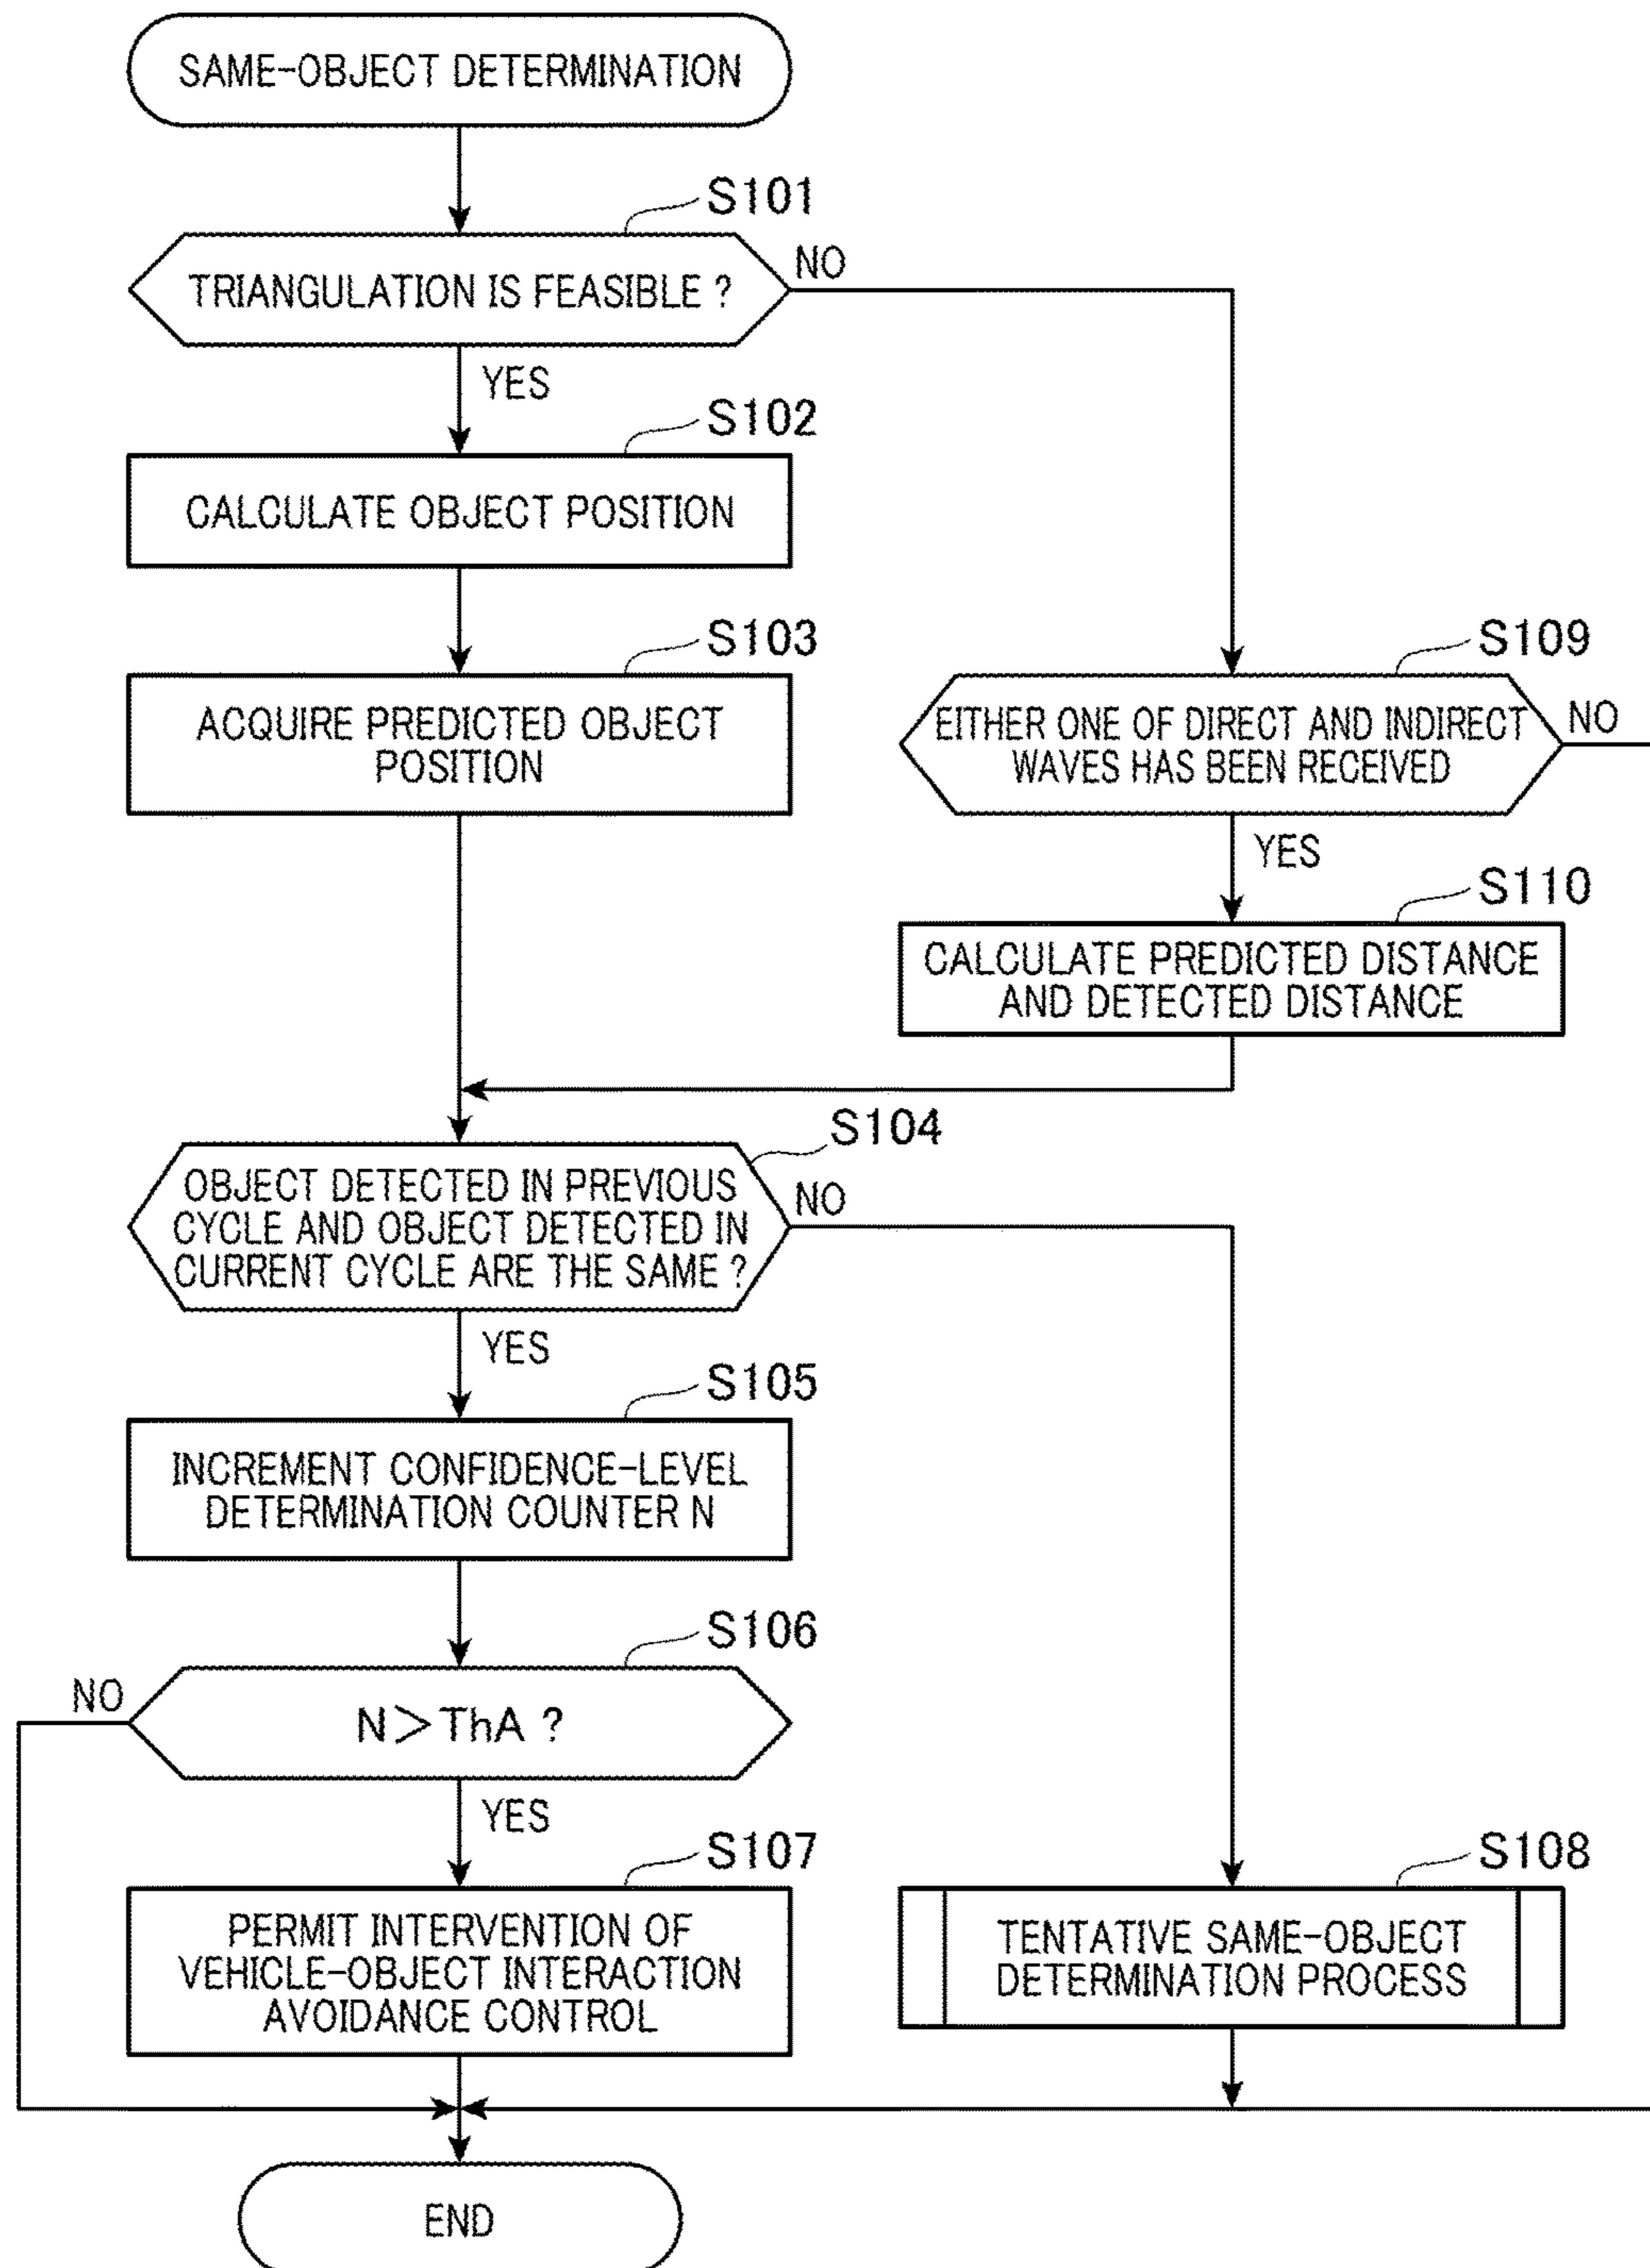 SAME-OBJECT DETERMINATION
S101
TRIANGULATION IS FEASIBLE ?
NO
YES
S102
CALCULATE OBJECT POSITION
S103
ACQUIRE PREDICTED OBJECT
POSITION
S109
EITHER ONE OF DIRECT AND INDIRECT
WAVES HAS BEEN RECEIVED
NO
YES
S110
CALCULATE PREDICTED DISTANCE
AND DETECTED DISTANCE
S104
OBJECT DETECTED IN PREVIOUS
CYCLE AND OBJECT DETECTED IN
CURRENT CYCLE ARE THE SAME ?
NO
YES
S105
INCREMENT CONFIDENCE-LEVEL
DETERMINATION COUNTER N
S106
N>ThA ?
NO
YES
S107
PERMIT INTERVENTION OF
VEHICLE-OBJECT INTERACTION
AVOIDANCE CONTROL
S108
TENTATIVE SAME-OBJECT
DETERMINATION PROCESS
END